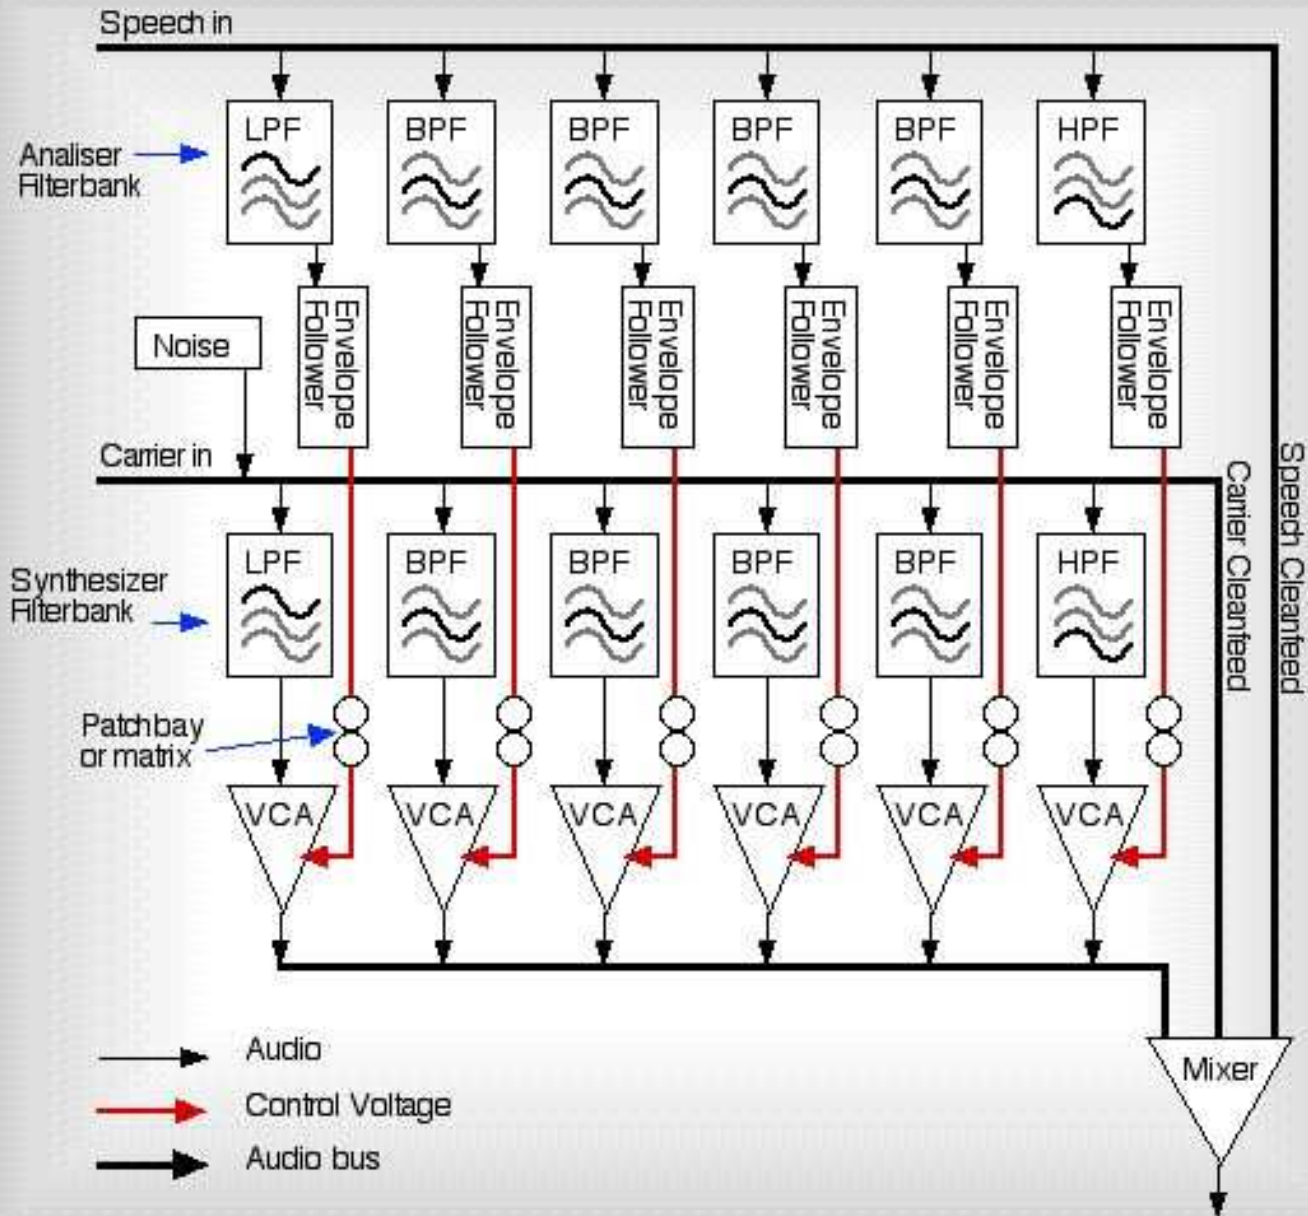 Speech in
LPF
BPF
BPF
BPF
BPF
HPF
Analiser
Filterbank
Envelope
Follower
Envelope
Follower
Envelope
Follower
Envelope
Follower
Envelope
Follower
Envelope
Follower
Noise
Carrier in
Carrier Cleanfeed
Speech Cleanfeed
LPF
BPF
BPF
BPF
BPF
HPF
Synthesizer
Filterbank
Patchbay
or matrix
VCA
VCA
VCA
VCA
VCA
VCA
Audio
Control Voltage
Audio bus
Mixer